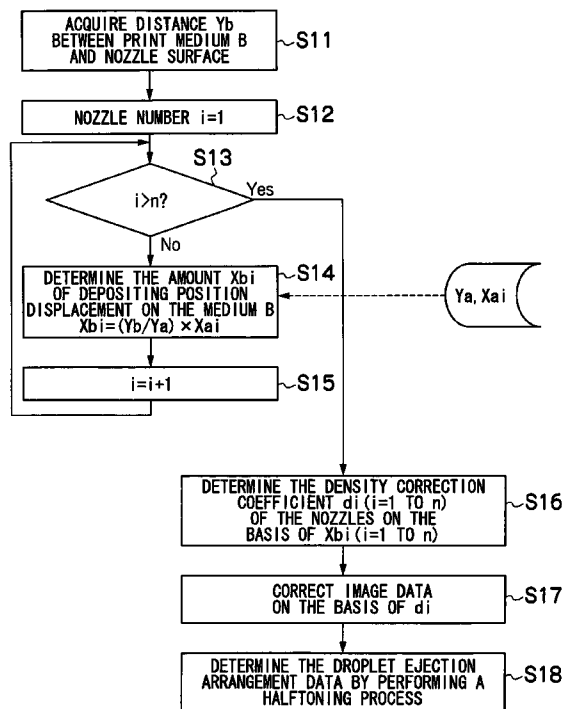 ACQUIRE DISTANCE Yb
BETWEEN PRINT MEDIUM B
AND NOZZLE SURFACE
S11
NOZZLE NUMBER i=1
S12
S13
i>n?
Yes
No
DETERMINE THE AMOUNT Xbi
OF DEPOSITING POSITION
DISPLACEMENT ON THE MEDIUM B
Xbi=(Yb/Ya) × Xai
S14
Ya, Xai
i=i+1
S15
DETERMINE THE DENSITY CORRECTION
COEFFICIENT di(i=1 TO n)
OF THE NOZZLES ON THE
BASIS OF Xbi(i=1 TO n)
S16
CORRECT IMAGE DATA
ON THE BASIS OF di
S17
DETERMINE THE DROPLET EJECTION
ARRANGEMENT DATA BY PERFORMING A
HALFTONING PROCESS
S18